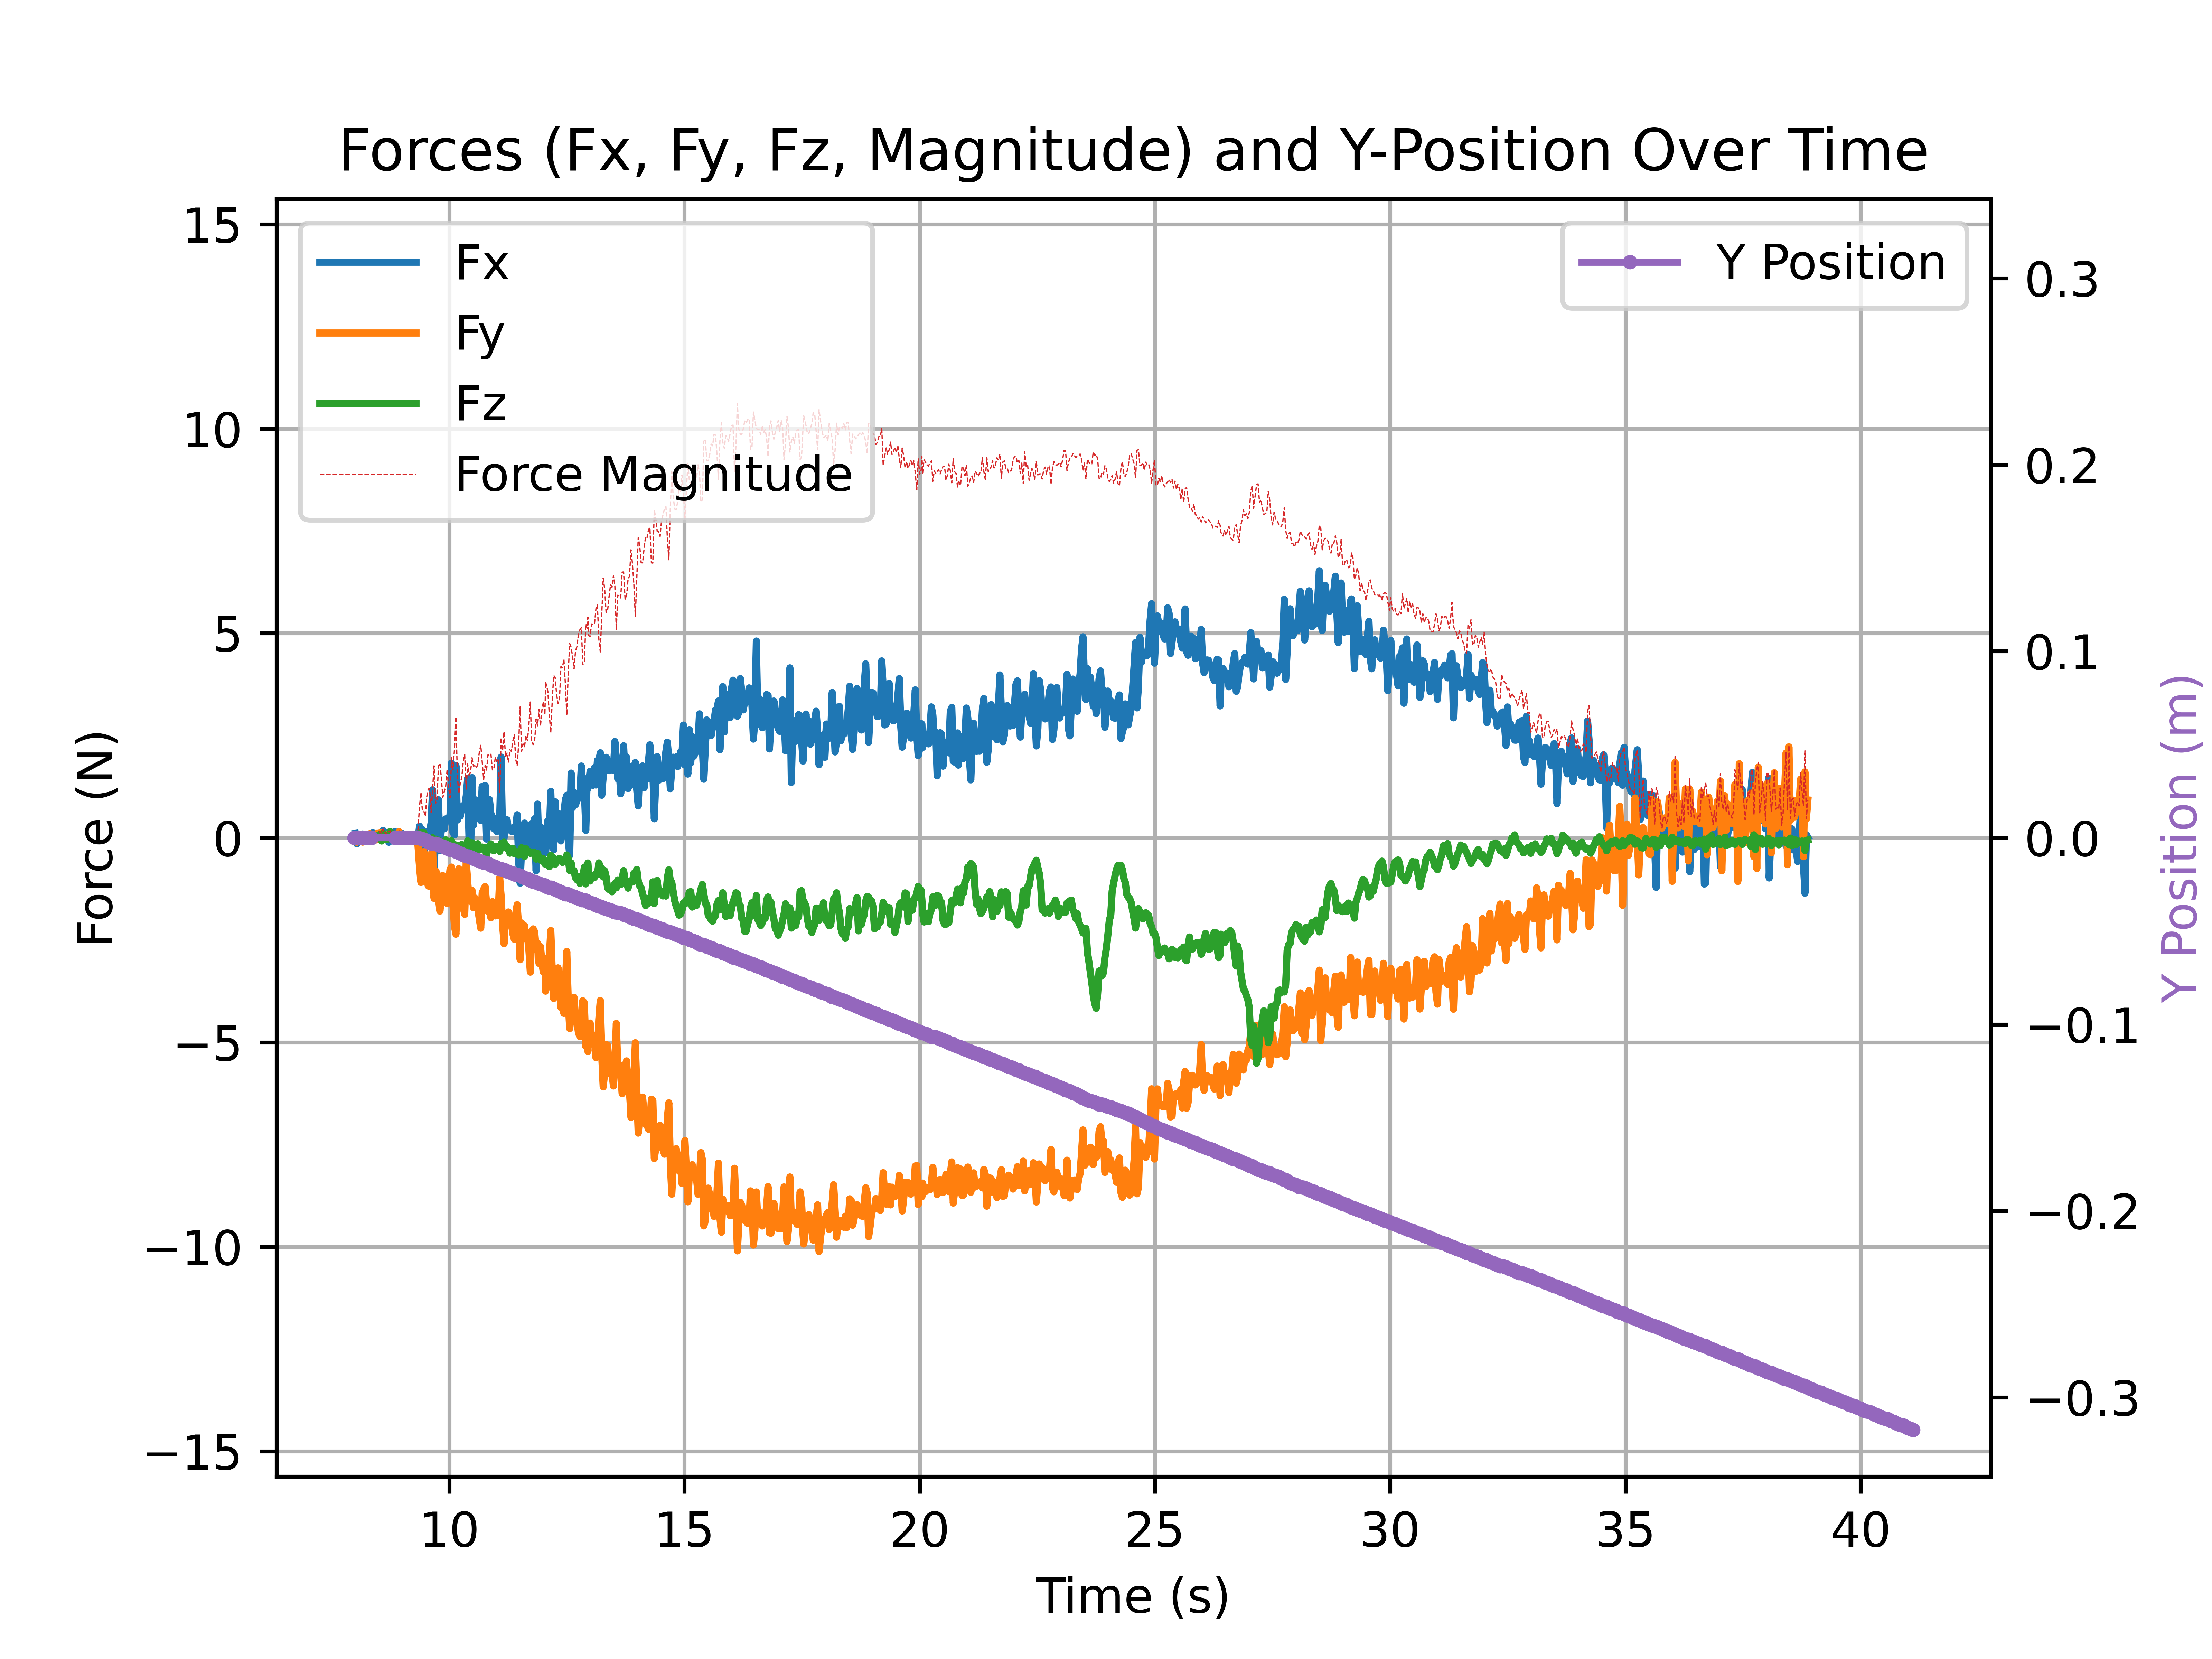 Forces (Fx, Fy, Fz, Magnitude) and Y-Position Over Time
Fx
Fy
Fz
Force Magnitude
Y Position
15
10
5
0
−5
−10
−15
Force (N)
0.3
0.2
0.1
0.0
−0.1
−0.2
−0.3
Y Position (m)
10 15 20 25 30 35 40
Time (s)